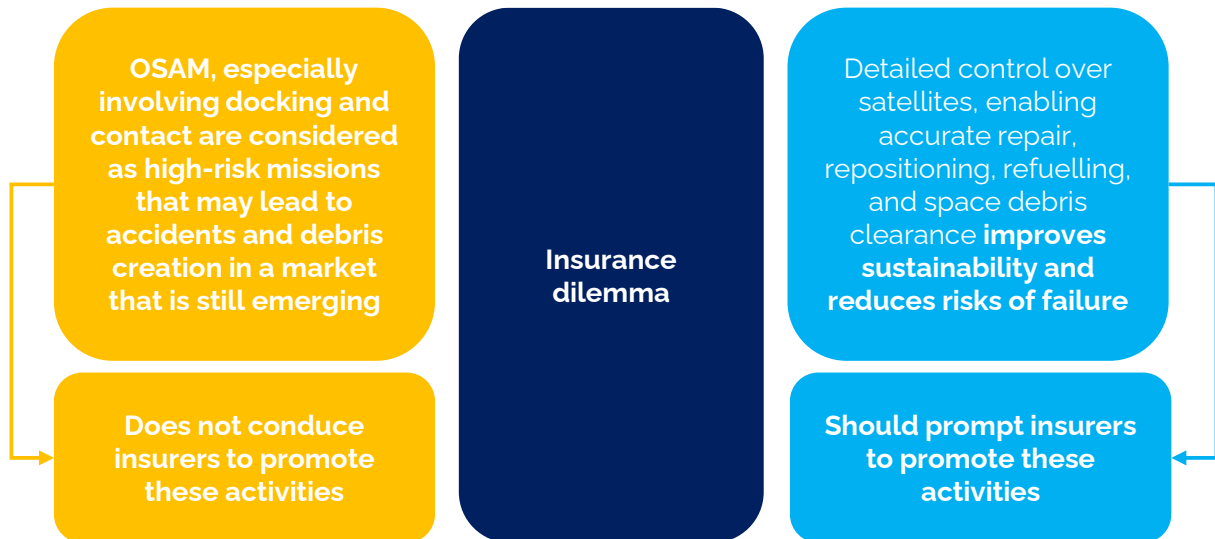 OSAM, especially
involving docking and
contact are considered
as high-risk missions
that may lead to
accidents and debris
creation in a market
that is still emerging
Does not conduce
insurers to promote
these activities
Insurance
dilemma
Detailed control over
satellites, enabling
accurate repair,
repositioning, refuelling,
and space debris
clearance improves
sustainability and
reduces risks of failure
Should prompt insurers
to promote these
activities